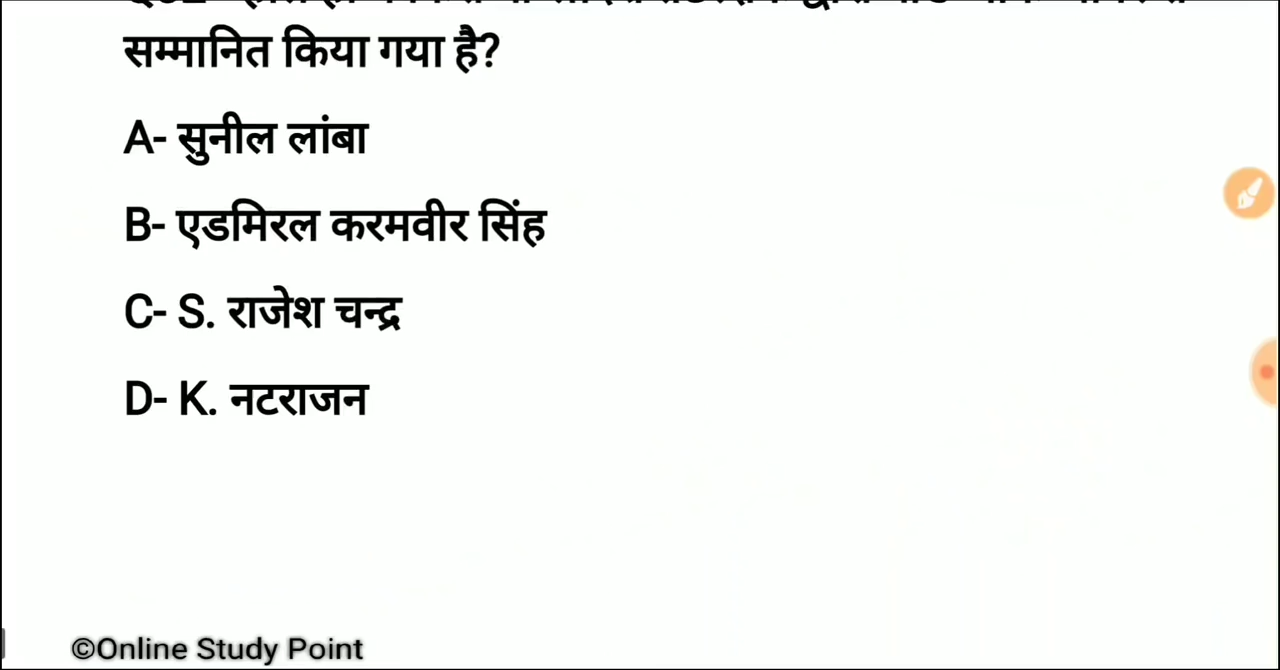 सम्मानित किया गया है?
A- सुनील लांबा
B- एडमिरल करमवीर सिंह
C- S. राजेश चन्द्र
D- K. नटराजन
©Online Study Point